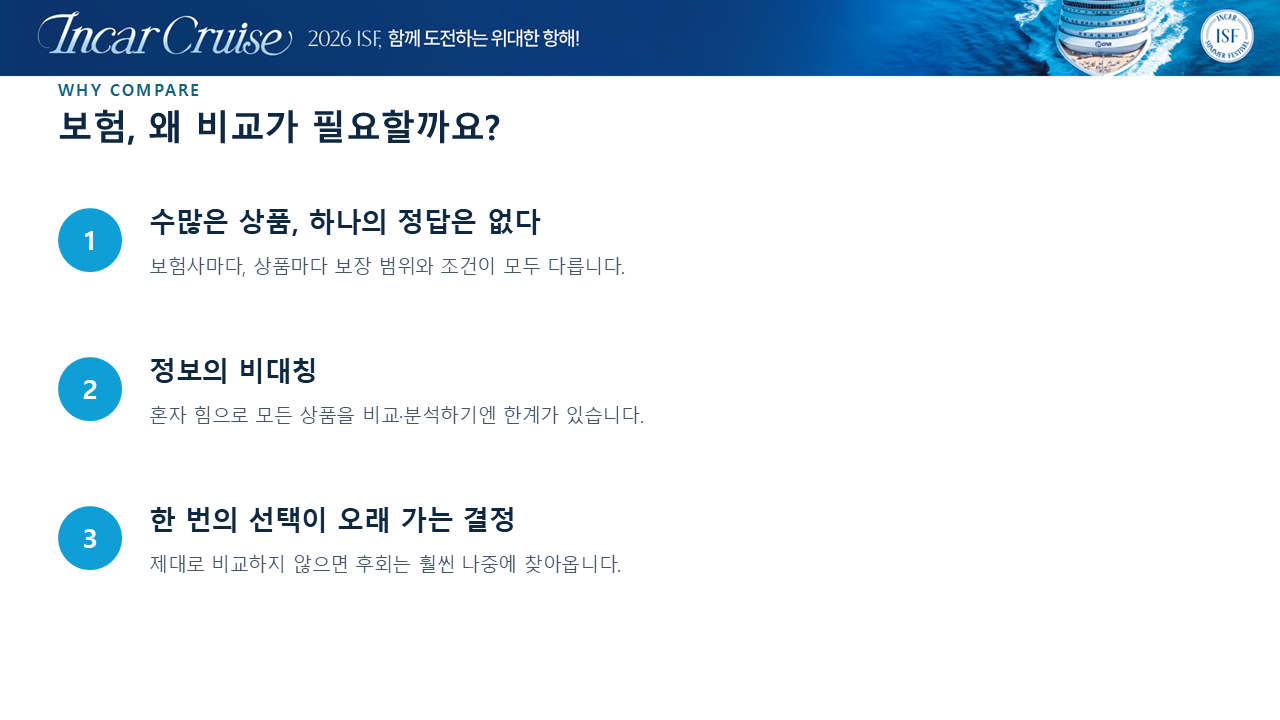 Incar Cruise 2026 ISF, 함께 도전하는 위대한 항해!
INCAR
ISF
SUMMER FESTIVAL
WHY COMPARE
보험, 왜 비교가 필요할까요?
1
수많은 상품, 하나의 정답은 없다
보험사마다, 상품마다 보장 범위와 조건이 모두 다릅니다.
2
정보의 비대칭
혼자 힘으로 모든 상품을 비교·분석하기엔 한계가 있습니다.
3
한 번의 선택이 오래 가는 결정
제대로 비교하지 않으면 후회는 훨씬 나중에 찾아옵니다.